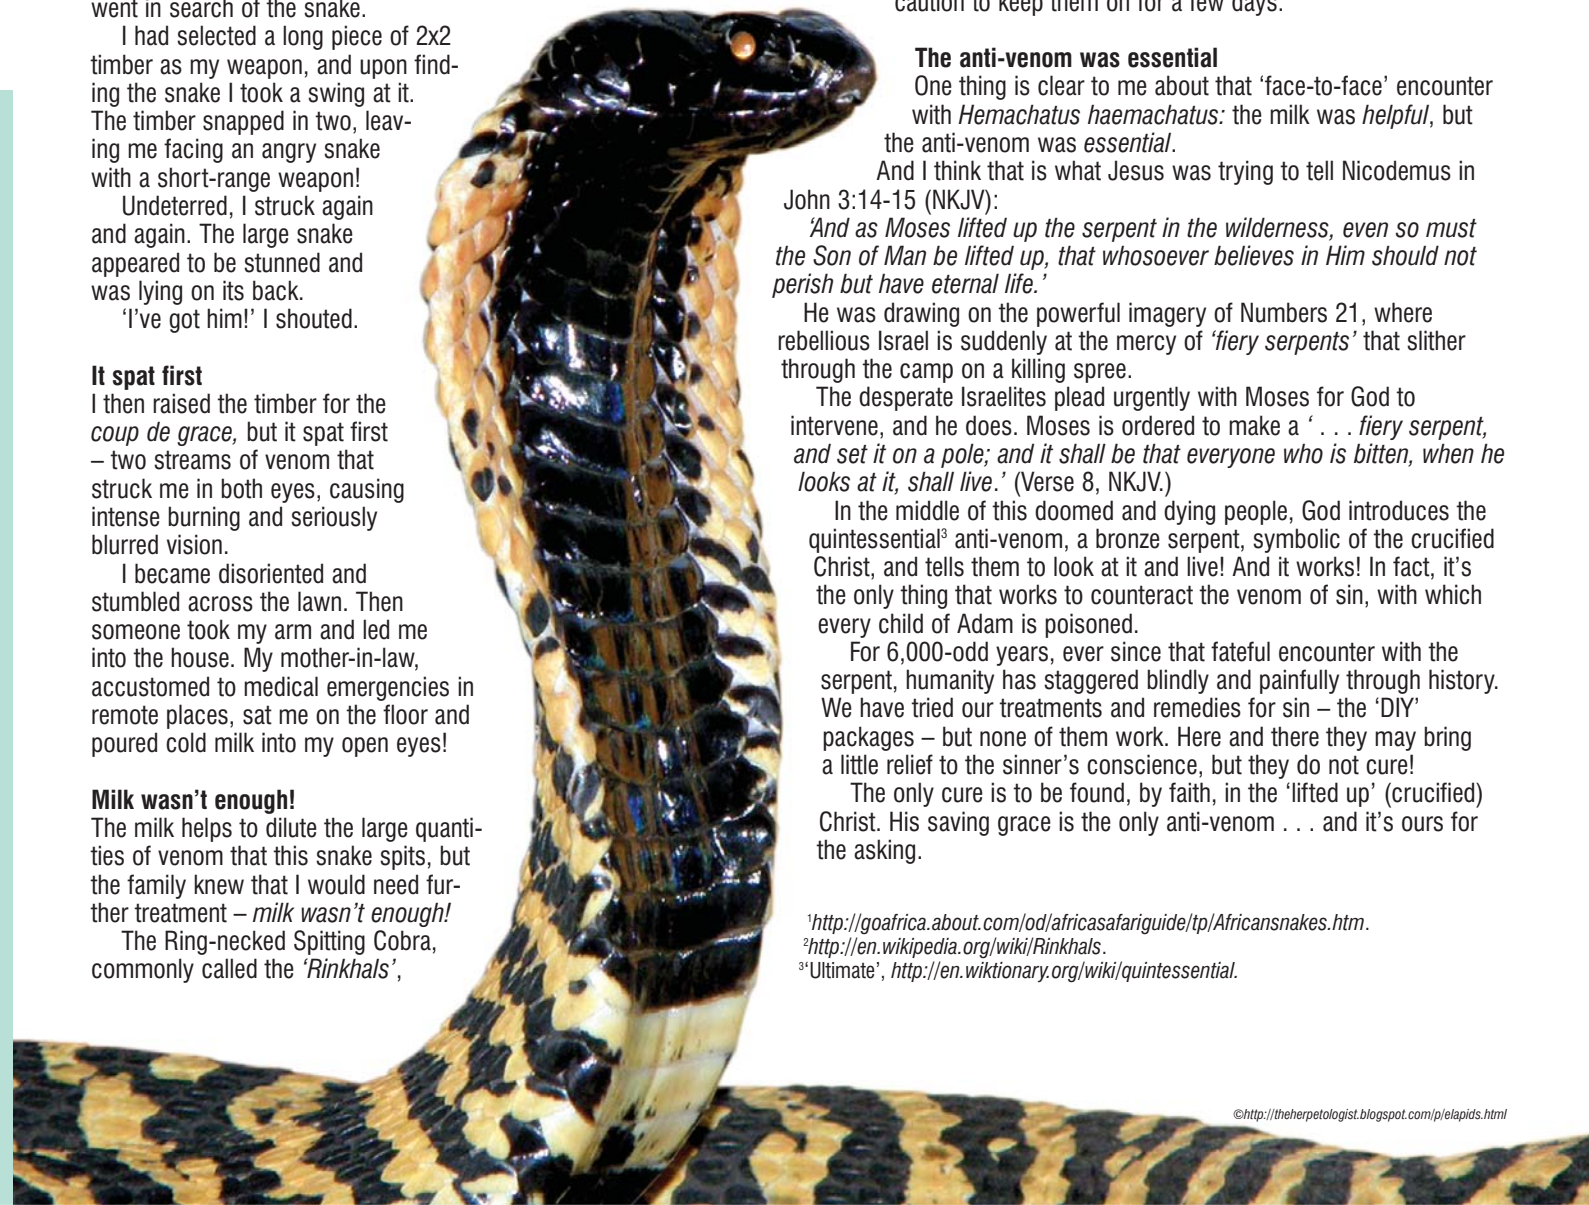 went in search of the snake.
I had selected a long piece of 2x2
timber as my weapon, and upon find-
ing the snake I took a swing at it.
The timber snapped in two, leav-
ing me facing an angry snake
with a short-range weapon!
Undeterred, I struck again
and again. The large snake
appeared to be stunned and
was lying on its back.
‘I’ve got him!’ I shouted.
It spat first
I then raised the timber for the
coup de grace, but it spat first
– two streams of venom that
struck me in both eyes, causing
intense burning and seriously
blurred vision.
I became disoriented and
stumbled across the lawn. Then
someone took my arm and led me
into the house. My mother-in-law,
accustomed to medical emergencies in
remote places, sat me on the floor and
poured cold milk into my open eyes!
Milk wasn’t enough!
The milk helps to dilute the large quanti-
ties of venom that this snake spits, but
the family knew that I would need fur-
ther treatment – milk wasn’t enough!
The Ring-necked Spitting Cobra,
commonly called the ‘Rinkhals’,
caution to keep them on for a few days.
The anti-venom was essential
One thing is clear to me about that ‘face-to-face’ encounter
with Hemachatus haemachatus: the milk was helpful, but
the anti-venom was essential.
And I think that is what Jesus was trying to tell Nicodemus in
John 3:14-15 (NKJV):
‘And as Moses lifted up the serpent in the wilderness, even so must
the Son of Man be lifted up, that whosoever believes in Him should not
perish but have eternal life.’
He was drawing on the powerful imagery of Numbers 21, where
rebellious Israel is suddenly at the mercy of ‘fiery serpents’ that slither
through the camp on a killing spree.
The desperate Israelites plead urgently with Moses for God to
intervene, and he does. Moses is ordered to make a ‘ . . . fiery serpent,
and set it on a pole; and it shall be that everyone who is bitten, when he
looks at it, shall live.’ (Verse 8, NKJV.)
In the middle of this doomed and dying people, God introduces the
quintessential³ anti-venom, a bronze serpent, symbolic of the crucified
Christ, and tells them to look at it and live! And it works! In fact, it’s
the only thing that works to counteract the venom of sin, with which
every child of Adam is poisoned.
For 6,000-odd years, ever since that fateful encounter with the
serpent, humanity has staggered blindly and painfully through history.
We have tried our treatments and remedies for sin – the ‘DIY’
packages – but none of them work. Here and there they may bring
a little relief to the sinner’s conscience, but they do not cure!
The only cure is to be found, by faith, in the ‘lifted up’ (crucified)
Christ. His saving grace is the only anti-venom . . . and it’s ours for
the asking.
¹http://goafrica.about.com/od/africasafariguide/tp/Africansnakes.htm.
²http://en.wikipedia.org/wiki/Rinkhals.
³‘Ultimate’, http://en.wiktionary.org/wiki/quintessential.
©http://theherpetologist.blogspot.com/p/elapids.html